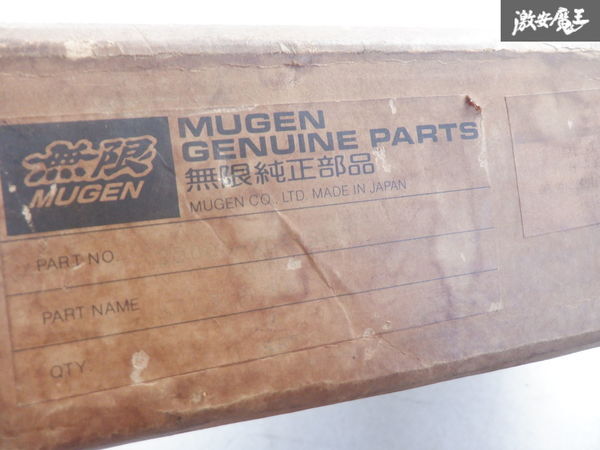 激安魔王
無限
MUGEN
MUGEN
GENUINE PARTS
無限純正部品
MUGEN CO., LTD. MADE IN JAPAN
PART NO.
PART NAME
QTY.